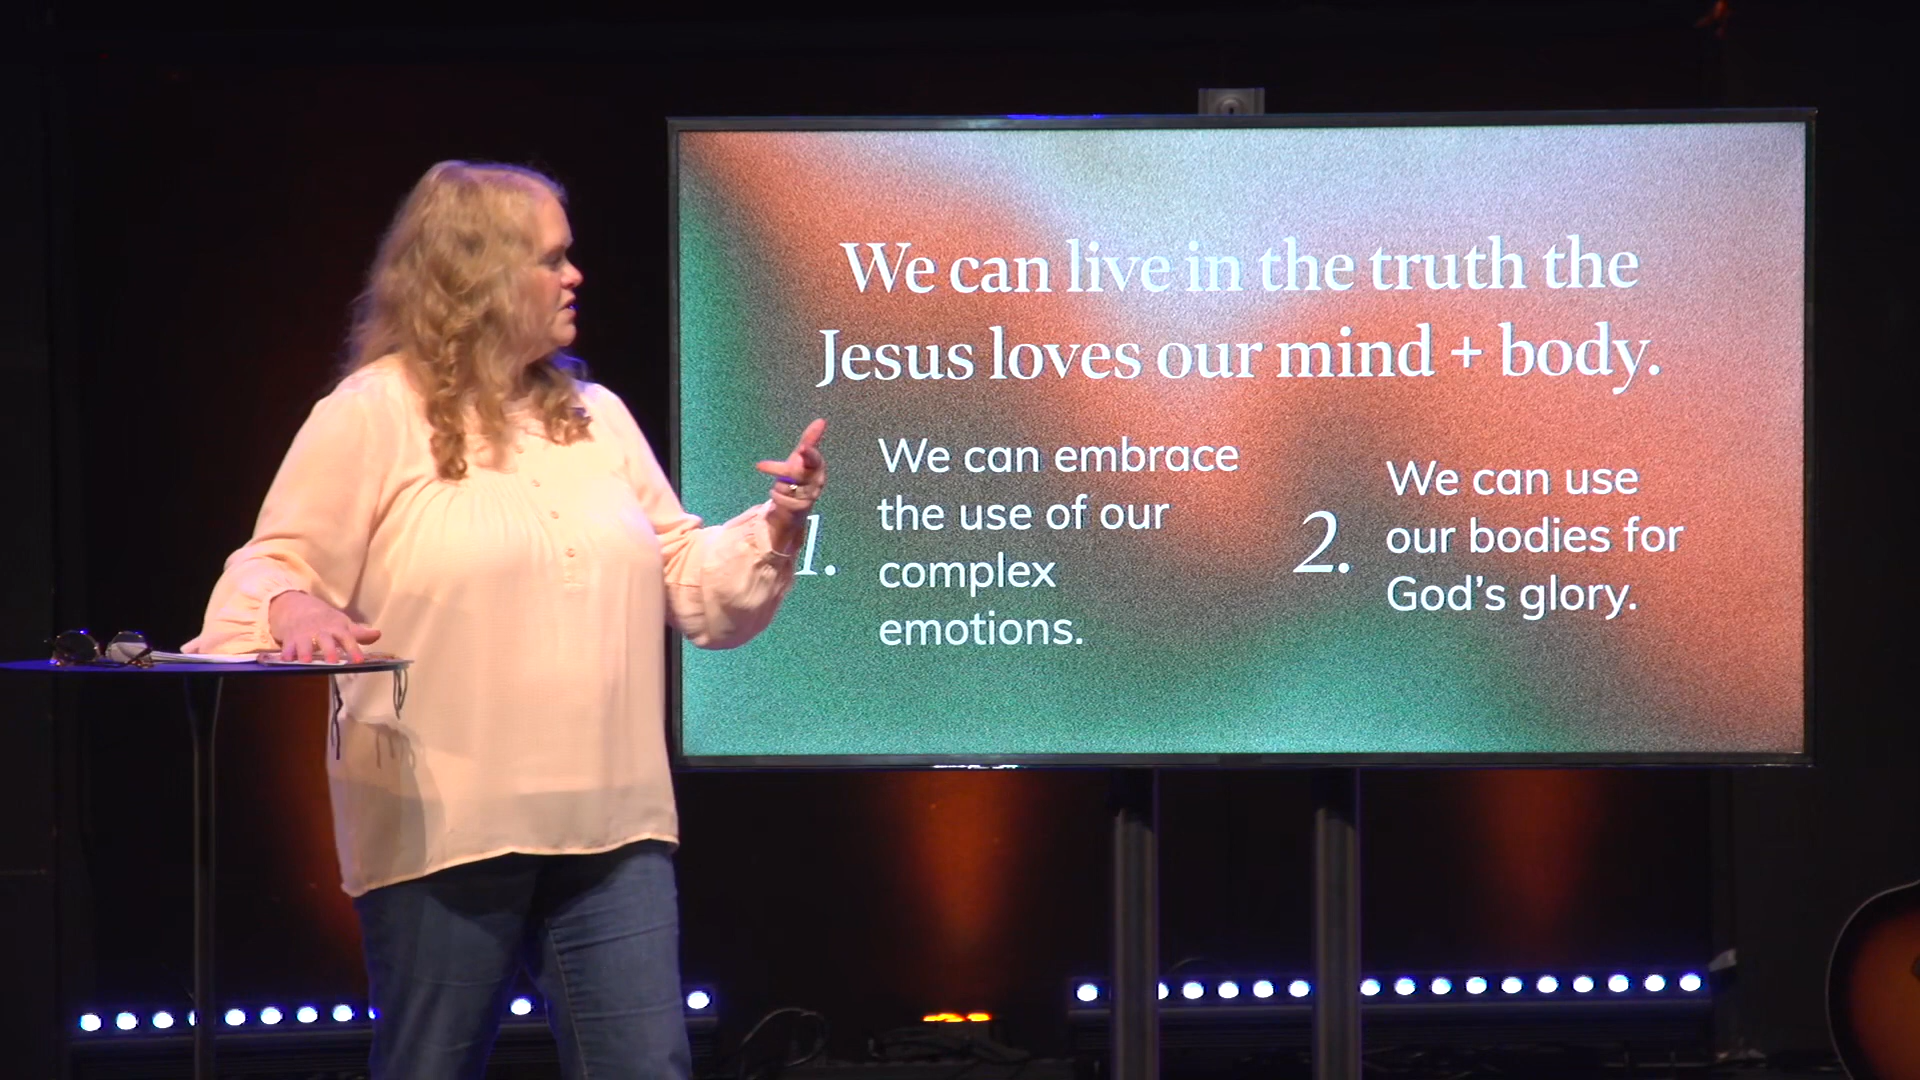 We can live in the truth the
Jesus loves our mind + body.
1.
We can embrace
the use of our
complex
emotions.
2.
We can use
our bodies for
God's glory.